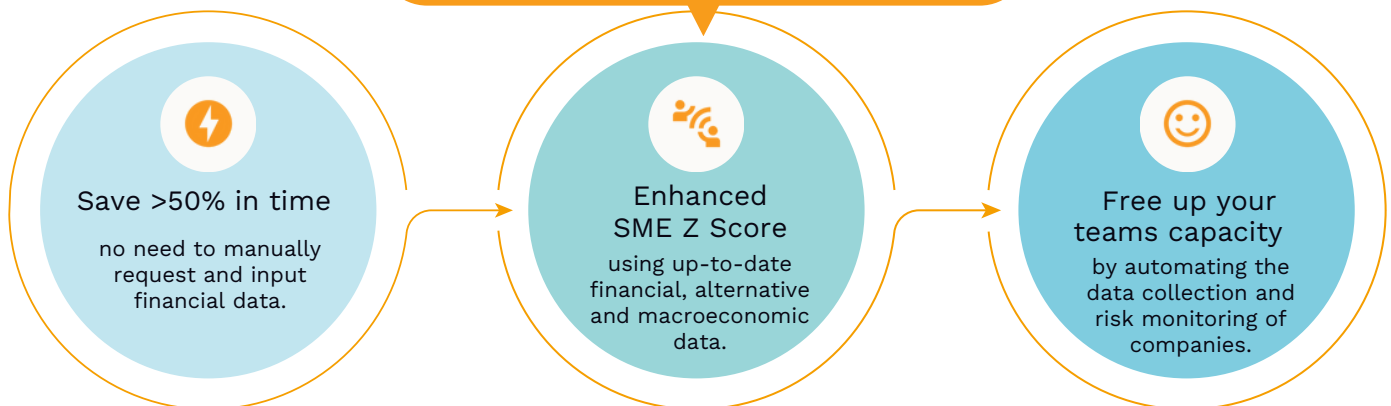 Save >50% in time
no need to manually
request and input
financial data.
Enhanced
SME Z Score
using up-to-date
financial, alternative
and macroeconomic
data.
Free up your
teams capacity
by automating the
data collection and
risk monitoring of
companies.